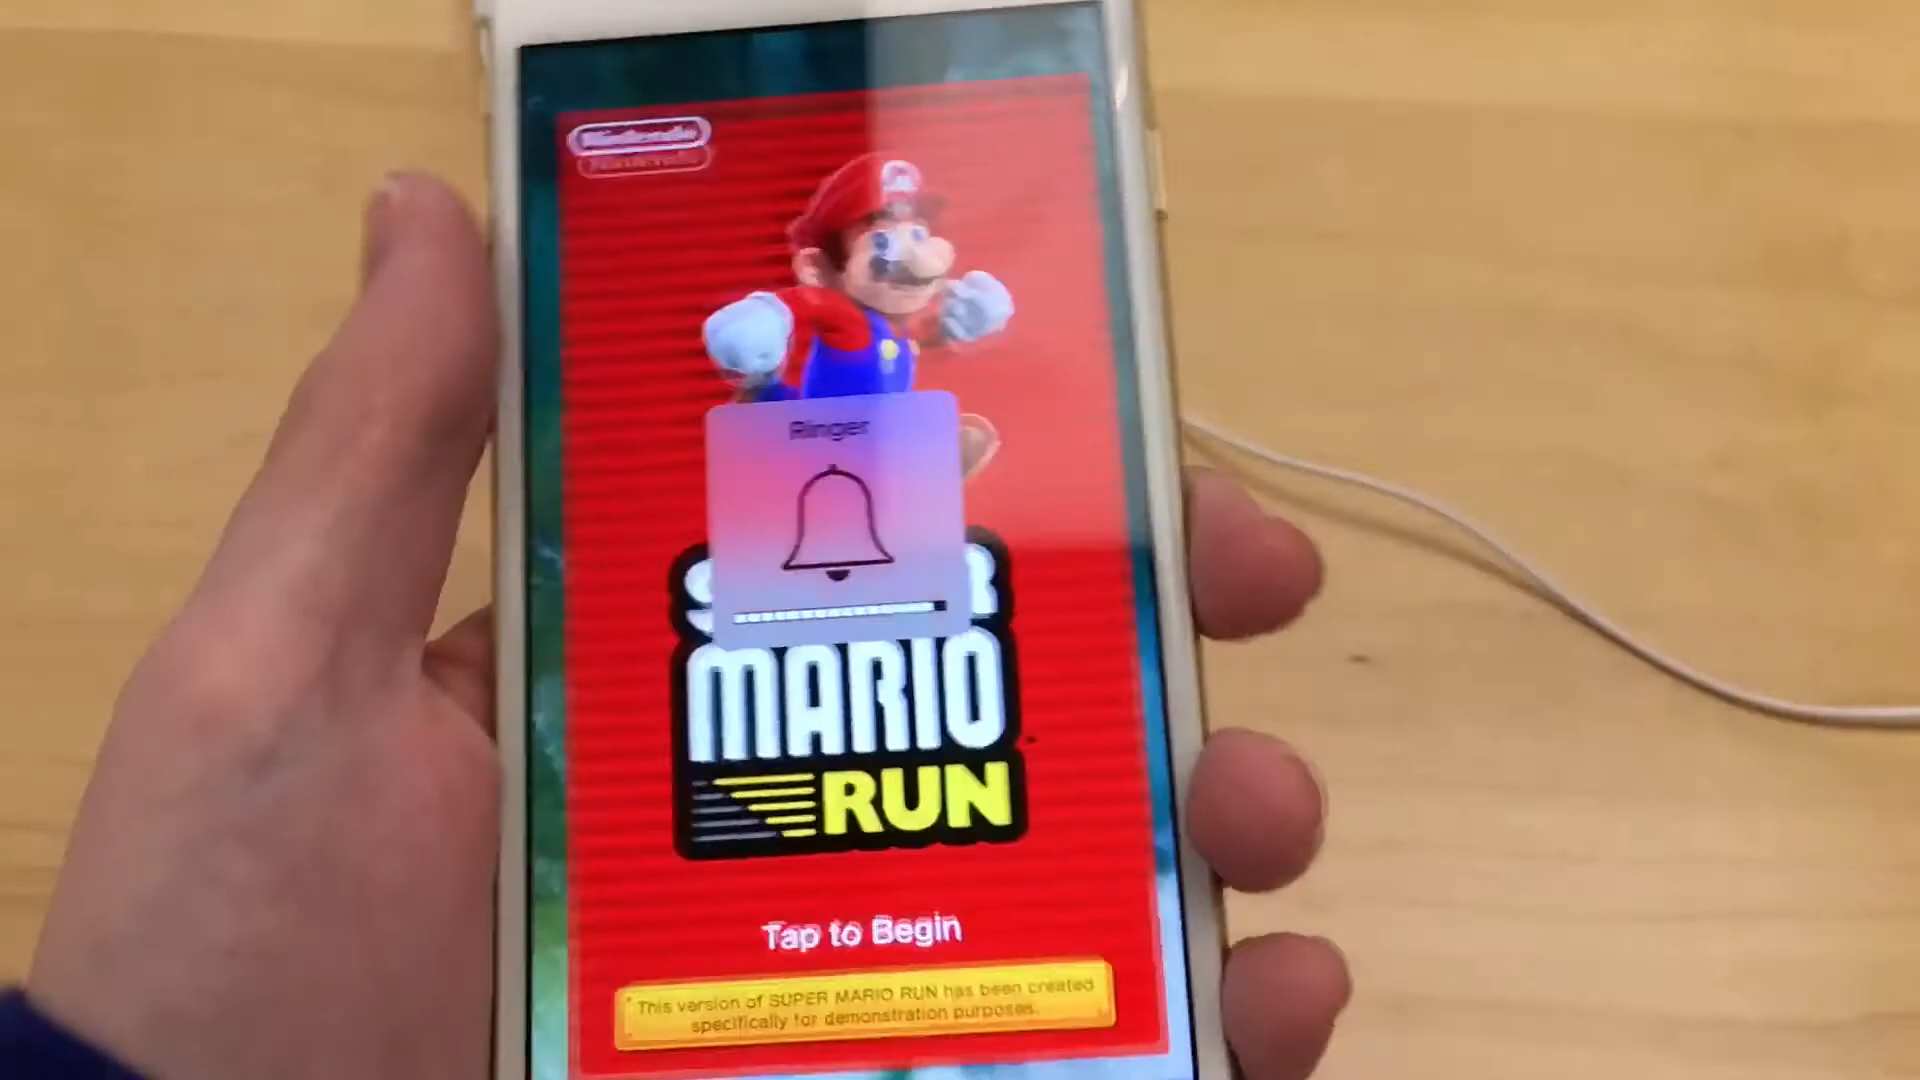 Nintendo
Ringer
MARIO
RUN
Tap to Begin
This version of SUPER MARIO RUN has been created
specifically for demonstration purposes.